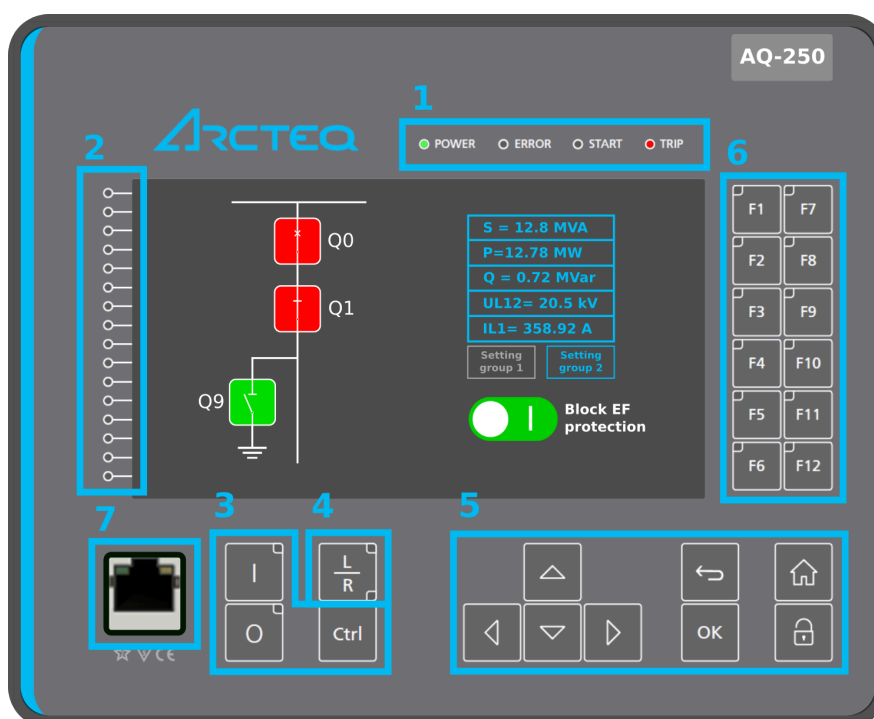 AQ-250
1
ARCTEQ
POWER ERROR START TRIP
2
6
F1 F7
F2 F8
F3 F9
F4 F10
F5 F11
F6 F12
Q0
Q1
Q9
S = 12.8 MVA
P=12.78 MW
Q = 0.72 MVar
UL12= 20.5 kV
IL1= 358.92 A
Setting
group 1
Setting
group 2
I
Block EF
protection
7
3
4
5
I
L
R
O
Ctrl
OK
CE